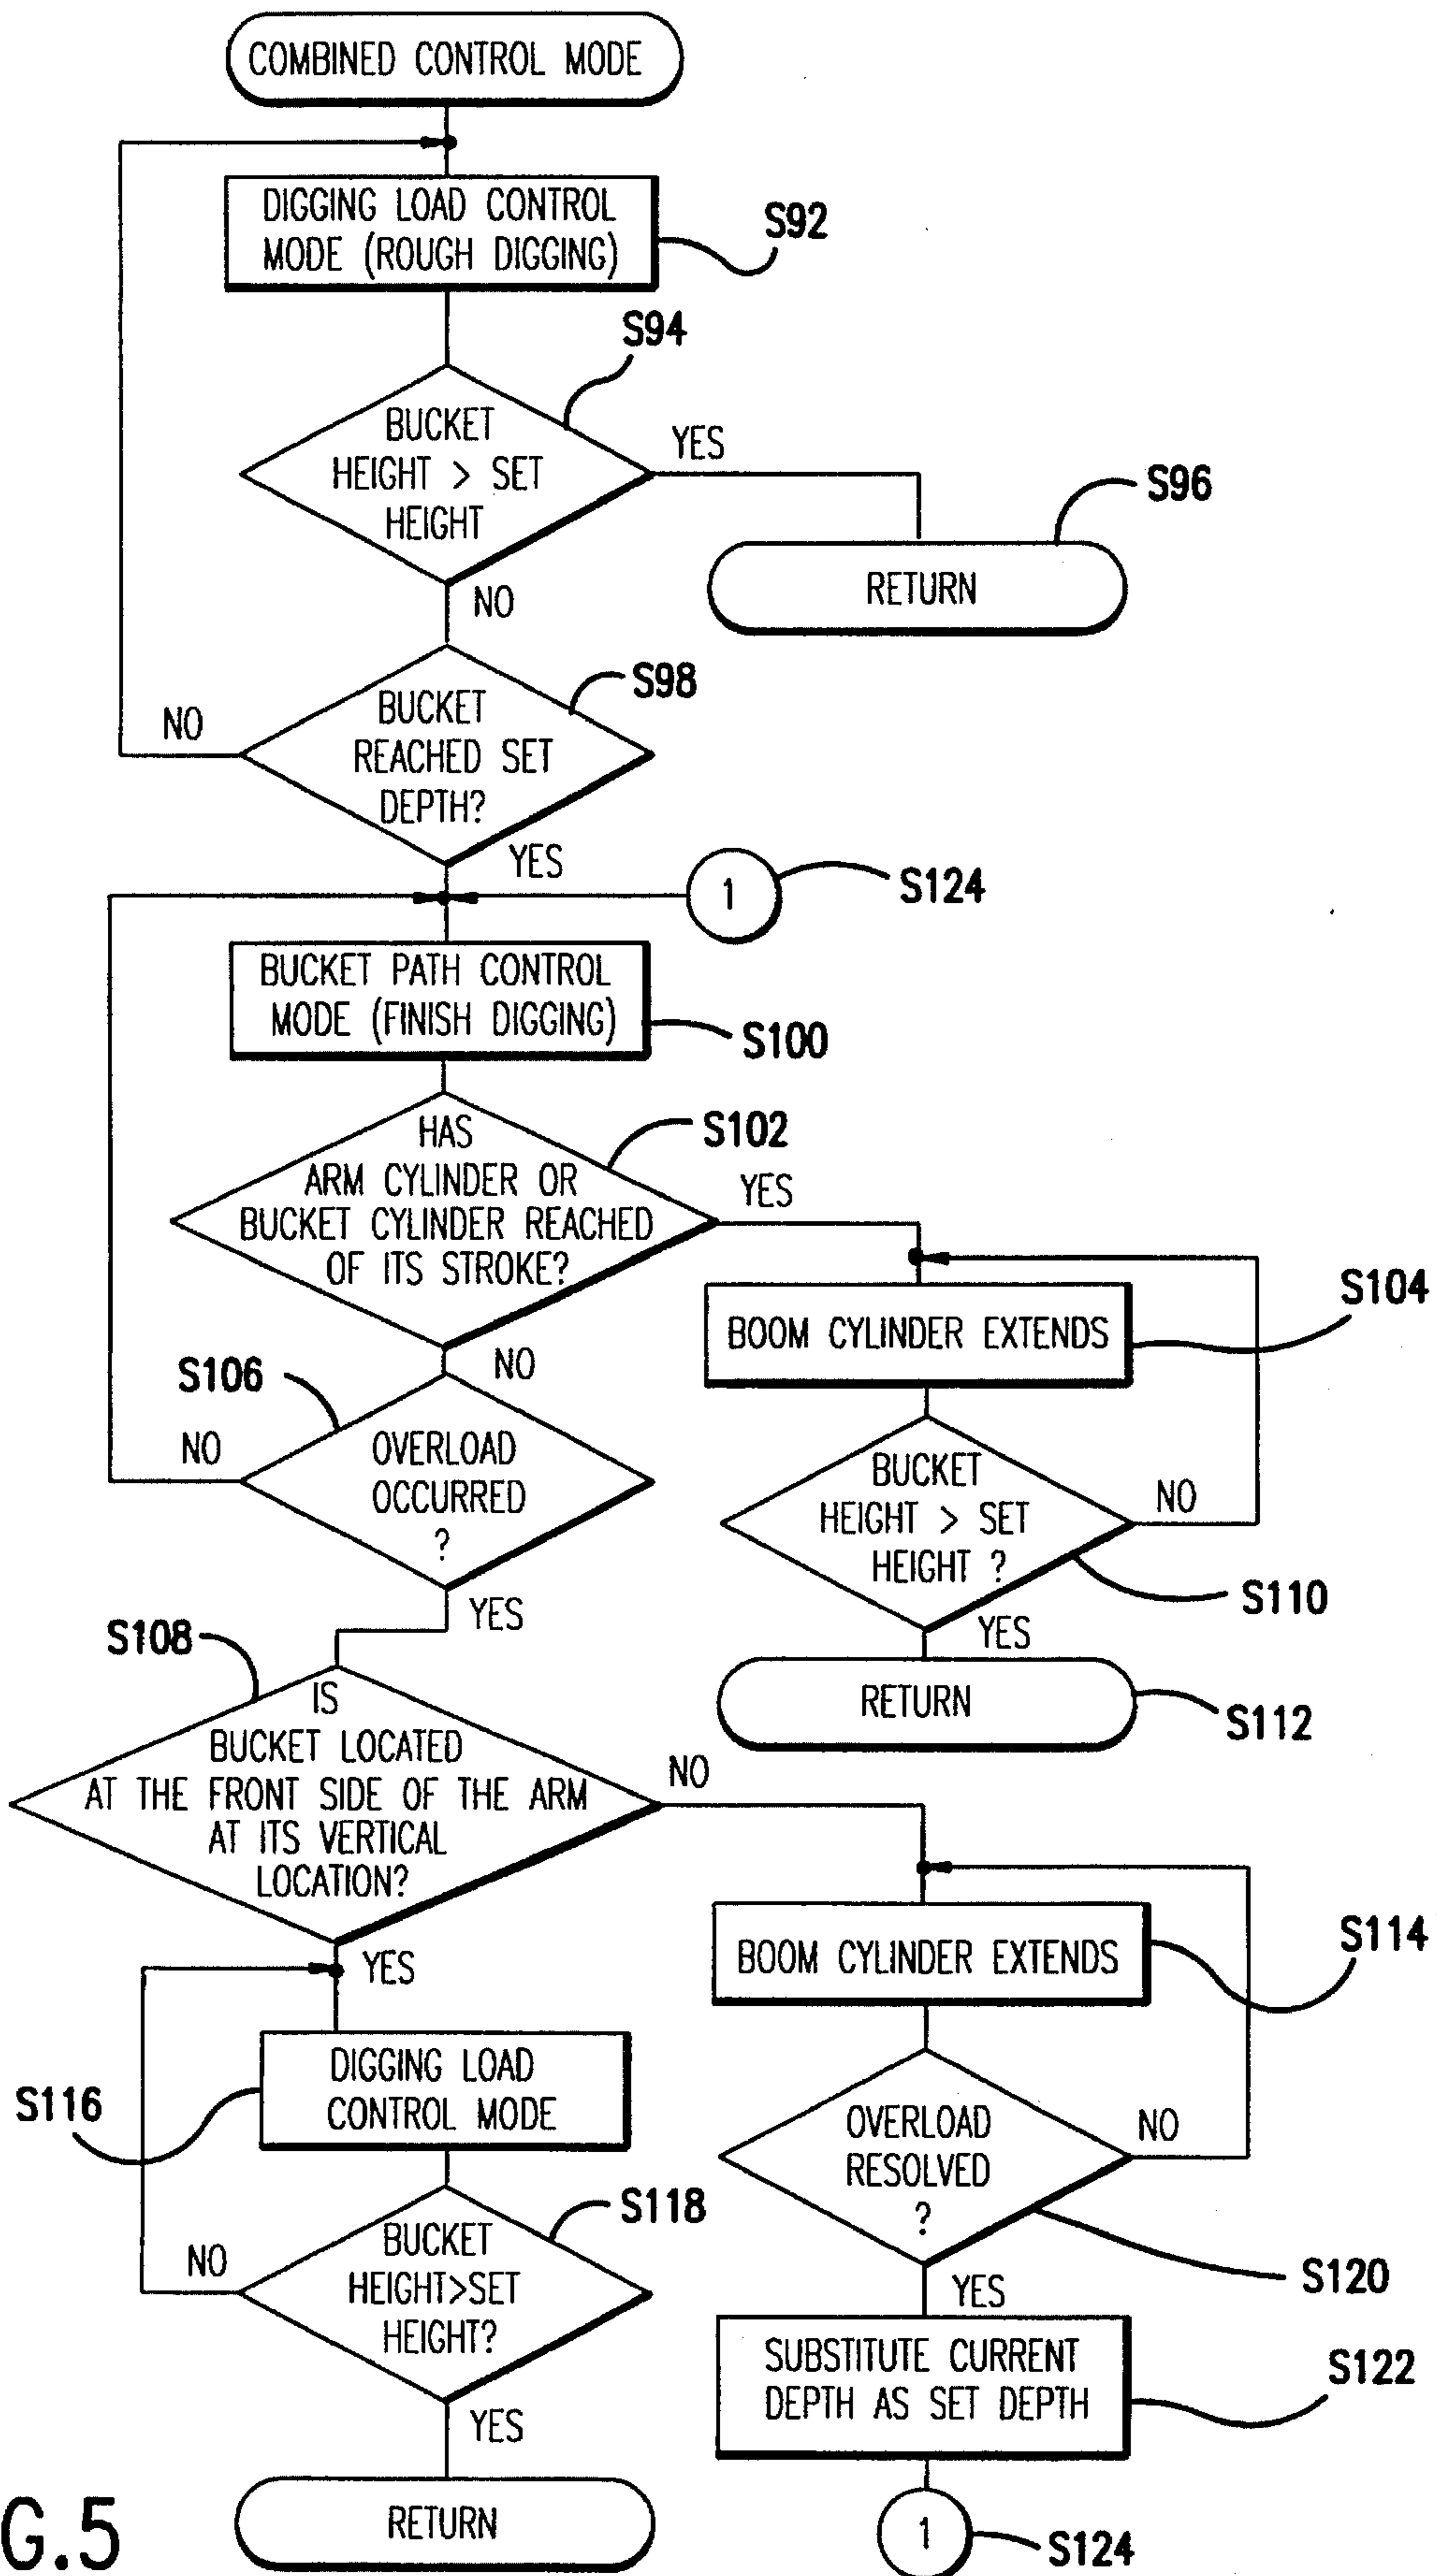 COMBINED CONTROL MODE
DIGGING LOAD CONTROL
MODE (ROUGH DIGGING)
S92
S94
BUCKET
HEIGHT > SET
HEIGHT
YES
S96
RETURN
NO
S98
BUCKET
REACHED SET
DEPTH?
NO
YES
1
S124
BUCKET PATH CONTROL
MODE (FINISH DIGGING)
S100
HAS
ARM CYLINDER OR
BUCKET CYLINDER REACHED
OF ITS STROKE?
S102
YES
S104
BOOM CYLINDER EXTENDS
NO
S106
OVERLOAD
OCCURRED
?
NO
BUCKET
HEIGHT > SET
HEIGHT ?
NO
S110
YES
YES
RETURN
S112
S108
IS
BUCKET LOCATED
AT THE FRONT SIDE OF THE ARM
AT ITS VERTICAL
LOCATION?
NO
YES
BOOM CYLINDER EXTENDS
S114
DIGGING LOAD
CONTROL MODE
S116
OVERLOAD
RESOLVED
?
NO
S120
S118
BUCKET
HEIGHT>SET
HEIGHT?
NO
YES
YES
SUBSTITUTE CURRENT
DEPTH AS SET DEPTH
S122
RETURN
1
S124
G.5